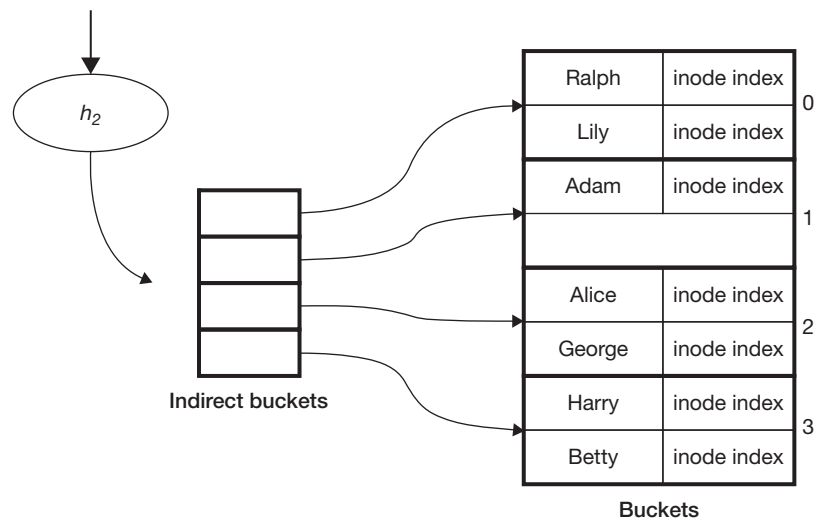 h2
Ralph inode index
0
Lily inode index
Adam inode index
1
Alice inode index
2
George inode index
Harry inode index
3
Betty inode index
Indirect buckets
Buckets